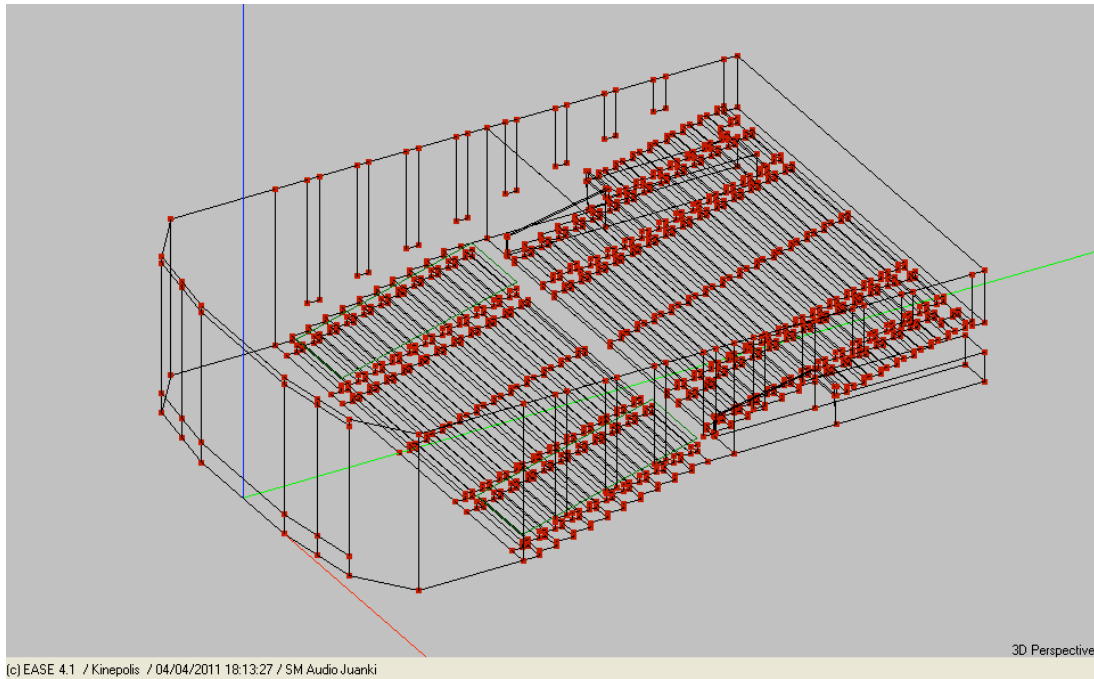 3D Perspective
(c) EASE 4.1 / Kinepolis / 04/04/2011 18:13:27 / SM Audio Juanki